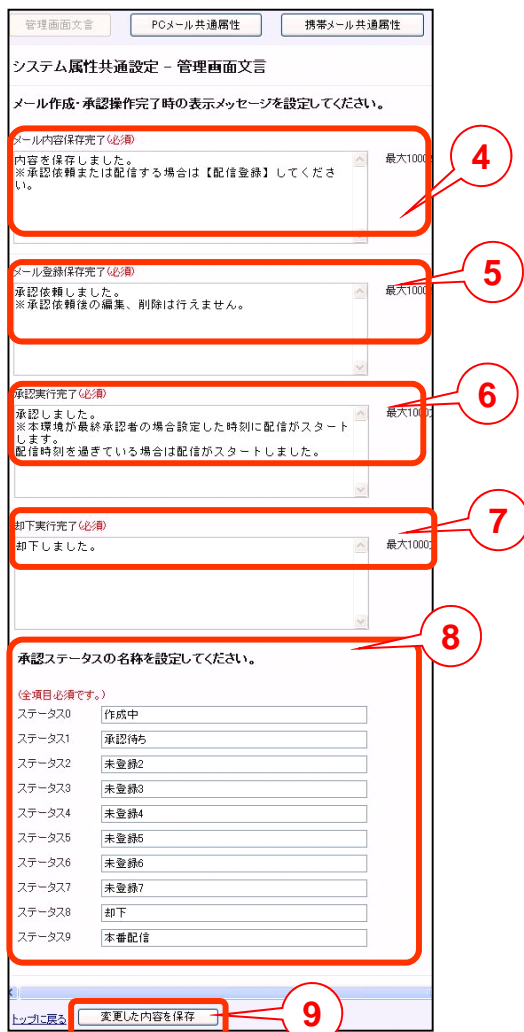 管理画面文言 PCメール共通属性 携帯メール共通属性
システム属性共通設定 - 管理画面文言
メール作成・承認操作完了時の表示メッセージを設定してください。
メール内容保存完了(必須)
内容を保存しました。
※承認依頼または配信する場合は【配信登録】してくださ
い。
最大1000
4
メール登録保存完了(必須)
承認依頼しました。
※承認依頼後の編集、削除は行えません。
最大1000
5
承認実行完了(必須)
承認しました。
※本環境が最終承認者の場合設定した時刻に配信がスタート
します。
配信時刻を過ぎている場合は配信がスタートしました。
最大1000
6
却下実行完了(必須)
却下しました。
最大1000
7
8
承認ステータスの名称を設定してください。
(全項目必須です。)
ステータス0 作成中
ステータス1 承認待ち
ステータス2 未登録2
ステータス3 未登録3
ステータス4 未登録4
ステータス5 未登録5
ステータス6 未登録6
ステータス7 未登録7
ステータス8 却下
ステータス9 本番配信
トップに戻る 変更した内容を保存
9